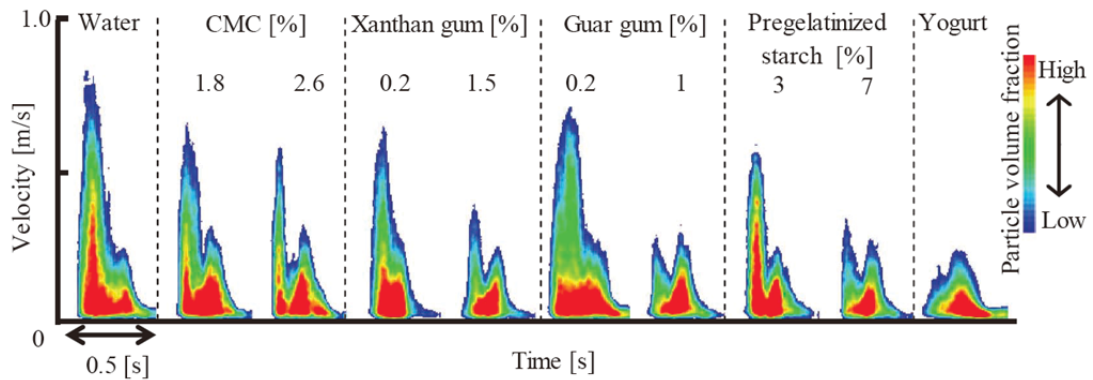 1.0
Water
CMC [%]
Xanthan gum [%]
Guar gum [%]
Pregelatinized
starch [%]
Yogurt
1.8
2.6
0.2
1.5
0.2
1
3
7
High
Low
Particle volume fraction
Velocity [m/s]
0
0.5 [s]
Time [s]